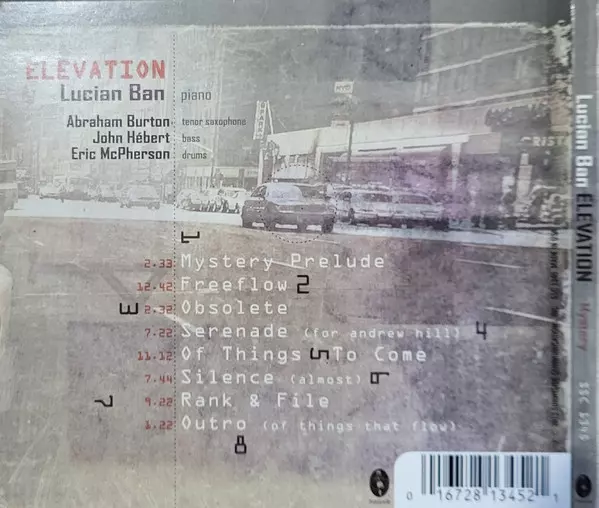 ELEVATION
Lucian Ban piano
Abraham Burton tenor saxophone
John Hébert bass
Eric McPherson drums
1
2.33 Mystery Prelude
12.42 Freeflow 2
3 2.32 Obsolete
7.22 Serenade (for andrew hill) 4
11.12 Of Things 5 To Come
7.44 Silence (almost) 6
7 9.22 Rank & File
1.22 Outro (of things that flow)
8
0 16728 13452 1
Lucian Ban ELEVATION Mystery